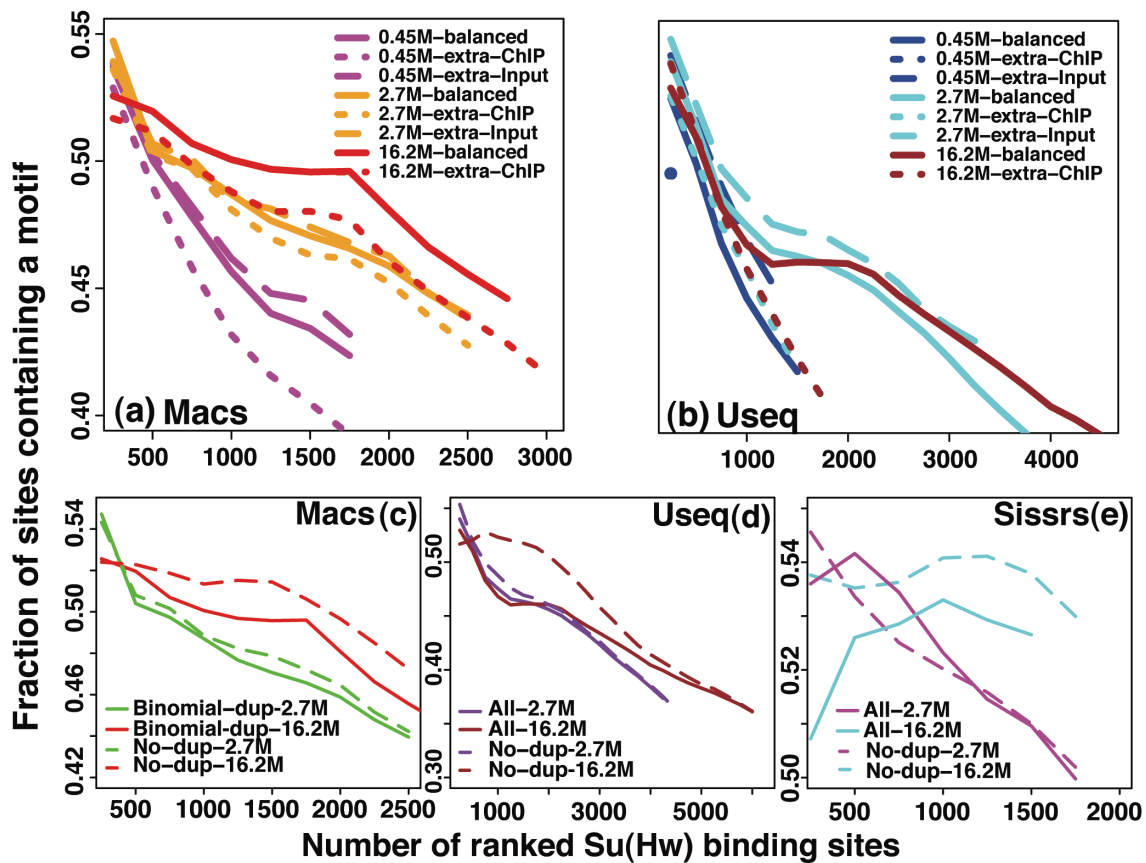 Fraction of sites containing a motif
0.55
0.50
0.45
0.40
0.45M−balanced
0.45M−extra−ChIP
0.45M−extra−Input
2.7M−balanced
2.7M−extra−ChIP
2.7M−extra−Input
16.2M−balanced
16.2M−extra−ChIP
(a) Macs
500 1000 1500 2000 2500 3000
0.45M−balanced
0.45M−extra−ChIP
0.45M−extra−Input
2.7M−balanced
2.7M−extra−ChIP
2.7M−extra−Input
16.2M−balanced
16.2M−extra−ChIP
(b) Useq
1000 2000 3000 4000
Macs(c)
0.54
0.50
0.46
0.42
Binomial-dup-2.7M
Binomial-dup-16.2M
No-dup-2.7M
No-dup-16.2M
500 1000 1500 2000 2500
Useq(d)
0.50
0.40
0.30
All–2.7M
All–16.2M
No-dup-2.7M
No-dup-16.2M
1000 3000 5000
Sissrs(e)
0.54
0.52
0.50
All–2.7M
All–16.2M
No-dup–2.7M
No-dup–16.2M
500 1000 1500 2000
Number of ranked Su(Hw) binding sites